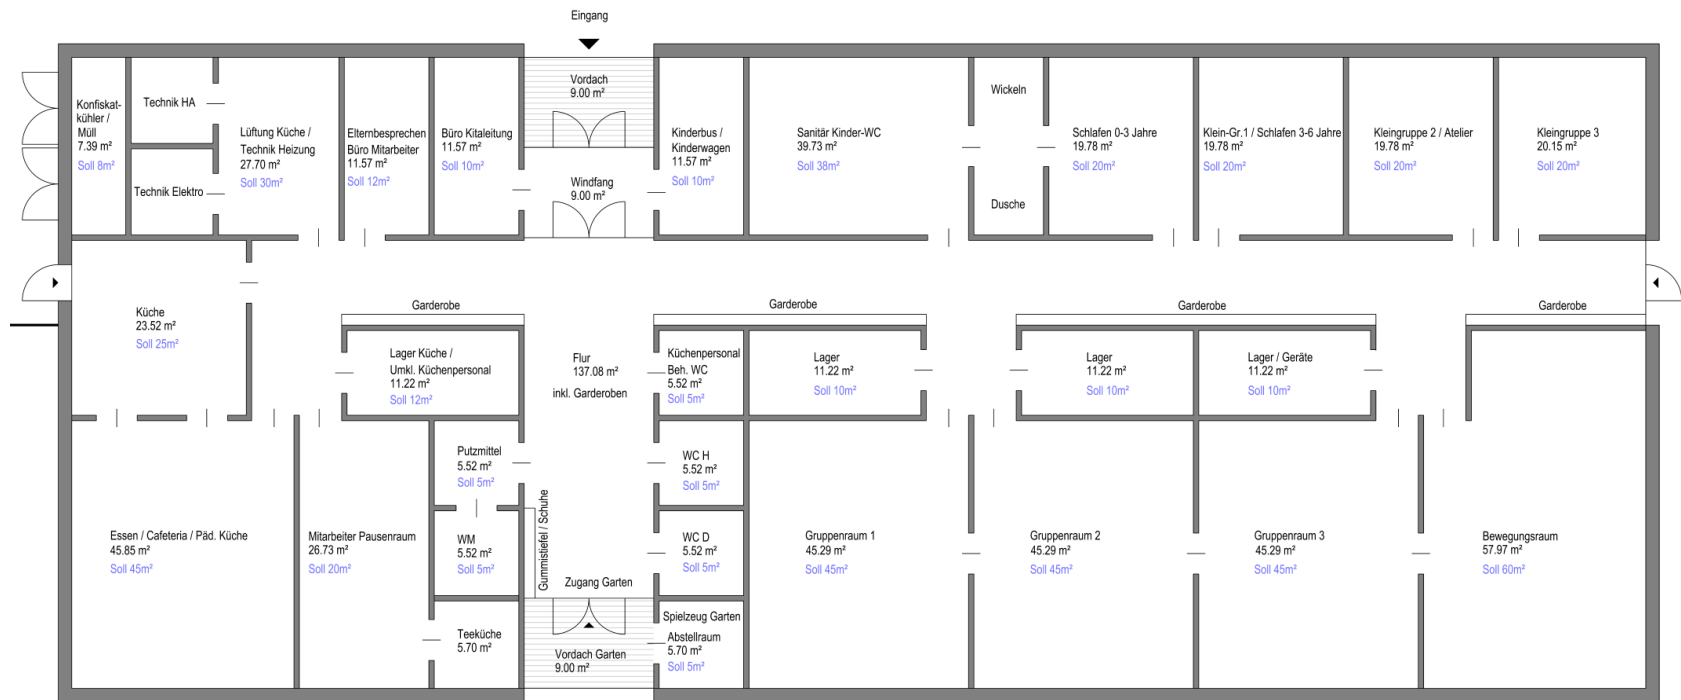 Eingang
Vordach
9.00 m²
Konfiskat-
kühler /
Müll
7.39 m²
Soll 8m²
Technik HA
Technik Elektro
Lüftung Küche /
Technik Heizung
27.70 m²
Soll 30m²
Elternbesprechen
Büro Mitarbeiter
11.57 m²
Soll 12m²
Büro Kitaleitung
11.57 m²
Soll 10m²
Windfang
9.00 m²
Kinderbus /
Kinderwagen
11.57 m²
Soll 10m²
Sanitär Kinder-WC
39.73 m²
Soll 38m²
Wickeln
Dusche
Schlafen 0-3 Jahre
19.78 m²
Soll 20m²
Klein-Gr.1 / Schlafen 3-6 Jahre
19.78 m²
Soll 20m²
Kleingruppe 2 / Atelier
19.78 m²
Soll 20m²
Kleingruppe 3
20.15 m²
Soll 20m²
Garderobe
Garderobe
Garderobe
Garderobe
Küche
23.52 m²
Soll 25m²
Lager Küche /
Umkl. Küchenpersonal
11.22 m²
Soll 12m²
Flur
137.08 m²
inkl. Garderoben
Küchenpersonal
Beh. WC
5.52 m²
Soll 5m²
Lager
11.22 m²
Soll 10m²
Lager
11.22 m²
Soll 10m²
Lager / Geräte
11.22 m²
Soll 10m²
Putzmittel
5.52 m²
Soll 5m²
WC H
5.52 m²
Soll 5m²
Essen / Cafeteria / Päd. Küche
45.85 m²
Soll 45m²
Mitarbeiter Pausenraum
26.73 m²
Soll 20m²
WM
5.52 m²
Soll 5m²
Gummistiefel / Schuhe
Zugang Garten
WC D
5.52 m²
Soll 5m²
Gruppenraum 1
45.29 m²
Soll 45m²
Gruppenraum 2
45.29 m²
Soll 45m²
Gruppenraum 3
45.29 m²
Soll 45m²
Bewegungsraum
57.97 m²
Soll 60m²
Teeküche
5.70 m²
Vordach Garten
9.00 m²
Spielzeug Garten
Abstellraum
5.70 m²
Soll 5m²